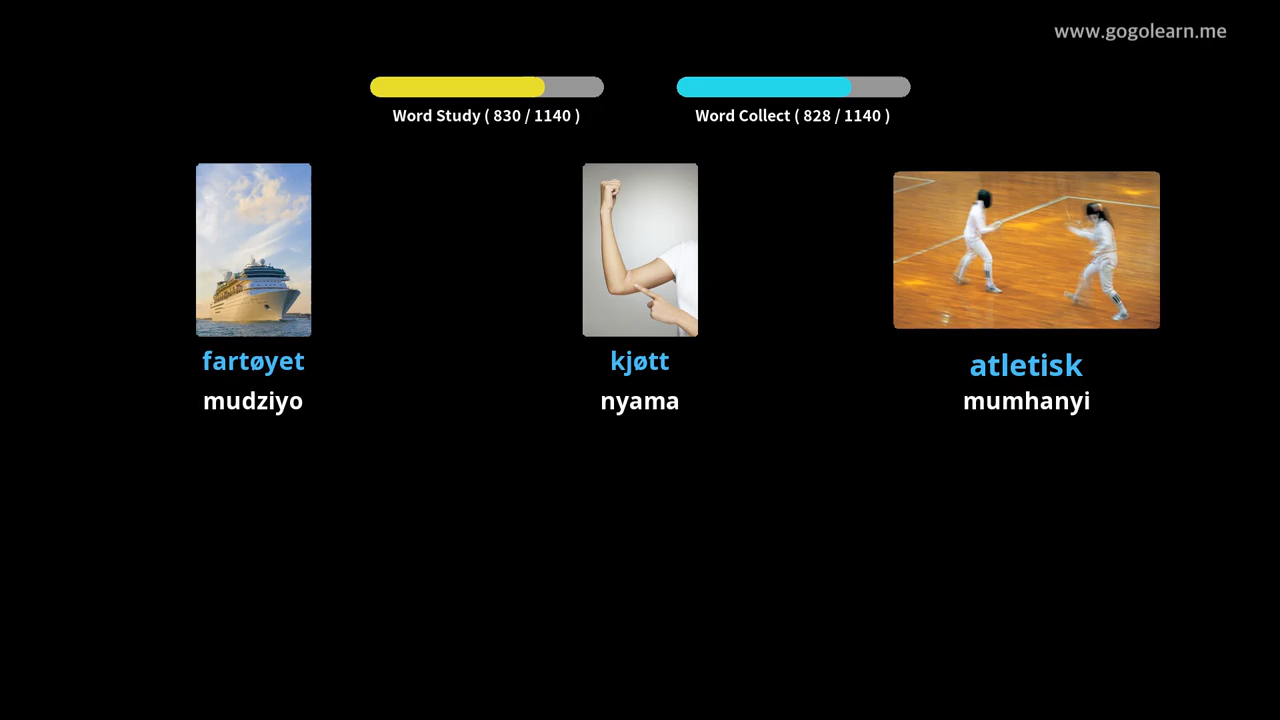 www.gogolearn.me
Word Study ( 830 / 1140 )
Word Collect ( 828 / 1140 )
fartøyet
mudziyo
kjøtt
nyama
atletisk
mumhanyi